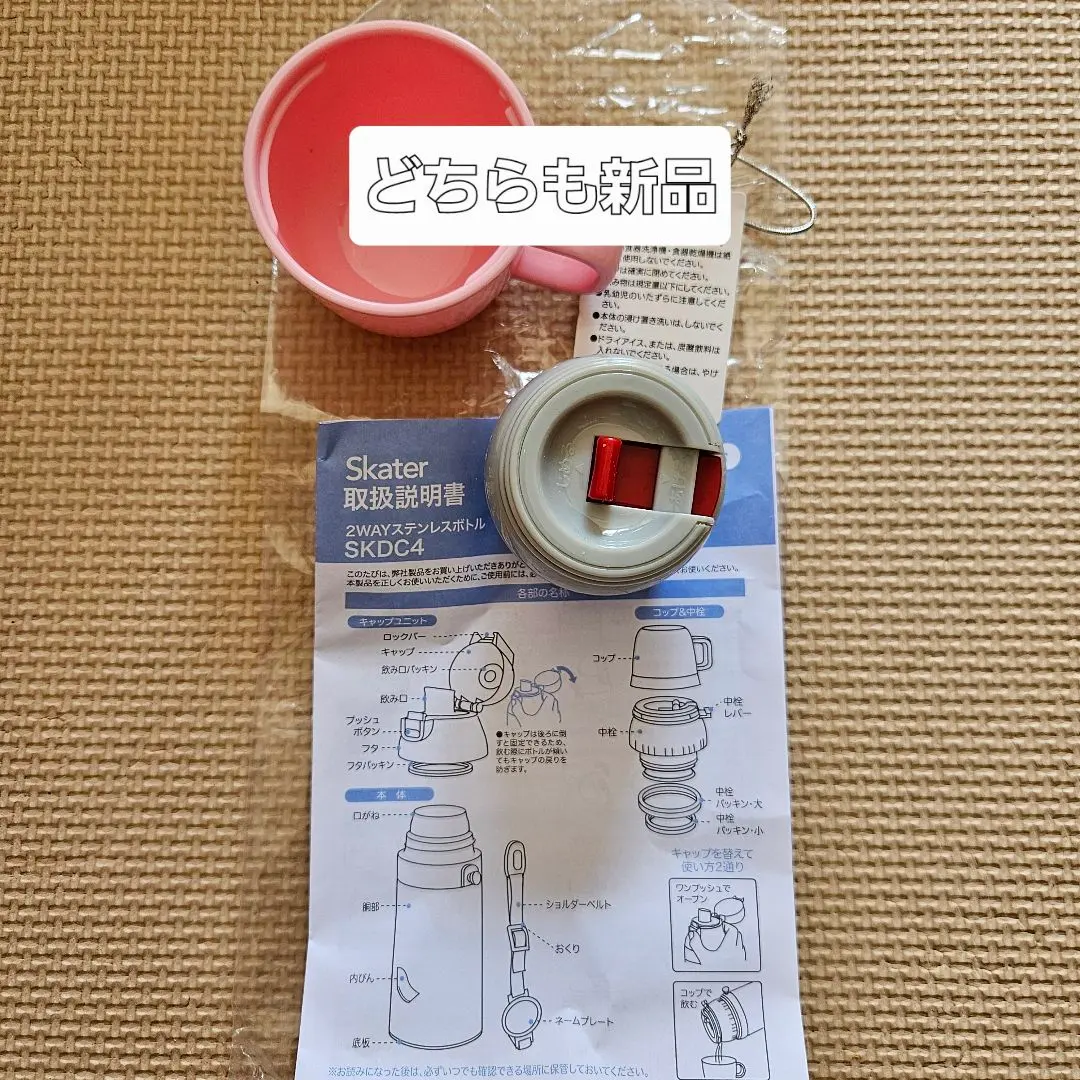 どちらも新品
使用しないでください。
は確実に閉めてください。
み物は規定量以下にしてください。
●乳幼児のいたずらに注意してくだ
さい。
●本体の浸け置き洗いは、しないで
ください。
●ドライアイス、または、炭酸飲料は
入れないでください。
る場合は、やけ
Skater
取扱説明書
2WAYステンレスボトル
SKDC4
このたびは、弊社製品をお買い上げいただきありがと
お使いください。
本製品を正しくお使いいただくために、ご使用前には、必
各部の名称
キャップユニット
ロックバー
キャップ
飲み口パッキン
飲み口
プッシュ
ボタン
フタ
フタパッキン
●キャップは後ろに倒
すと固定できるため、
飲む際にボトルが傾い
てもキャップの戻りを
防ぎます。
コップ&中栓
コップ
中栓
レバー
中栓
中栓
パッキン・大
中栓
パッキン・小
本体
口がね
胴部
内びん
底板
ショルダーベルト
おくり
ネームプレート
キャップを替えて
使い方2通り
ワンプッシュで
オープン
コップで
飲む
※お読みになった後は、必ずいつでも確認できる場所に保管しておいてください。